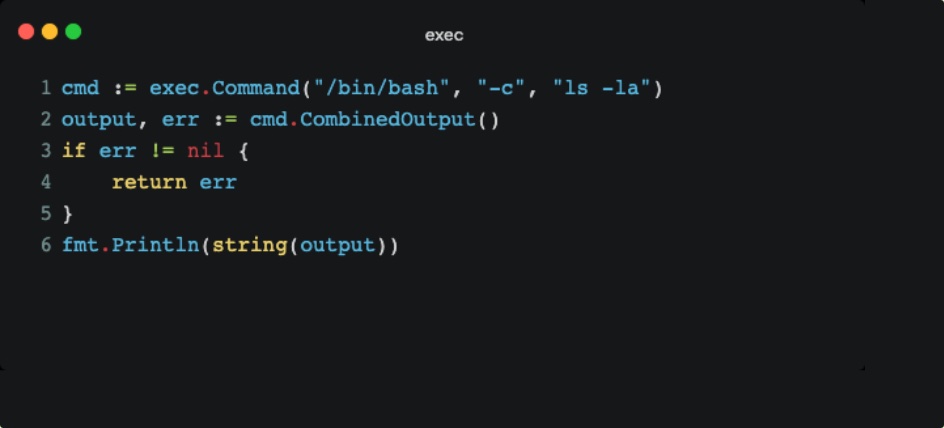 exec
1 cmd := exec.Command("/bin/bash", "-c", "ls -la")
2 output, err := cmd.CombinedOutput()
3 if err != nil {
4     return err
5 }
6 fmt.Println(string(output))